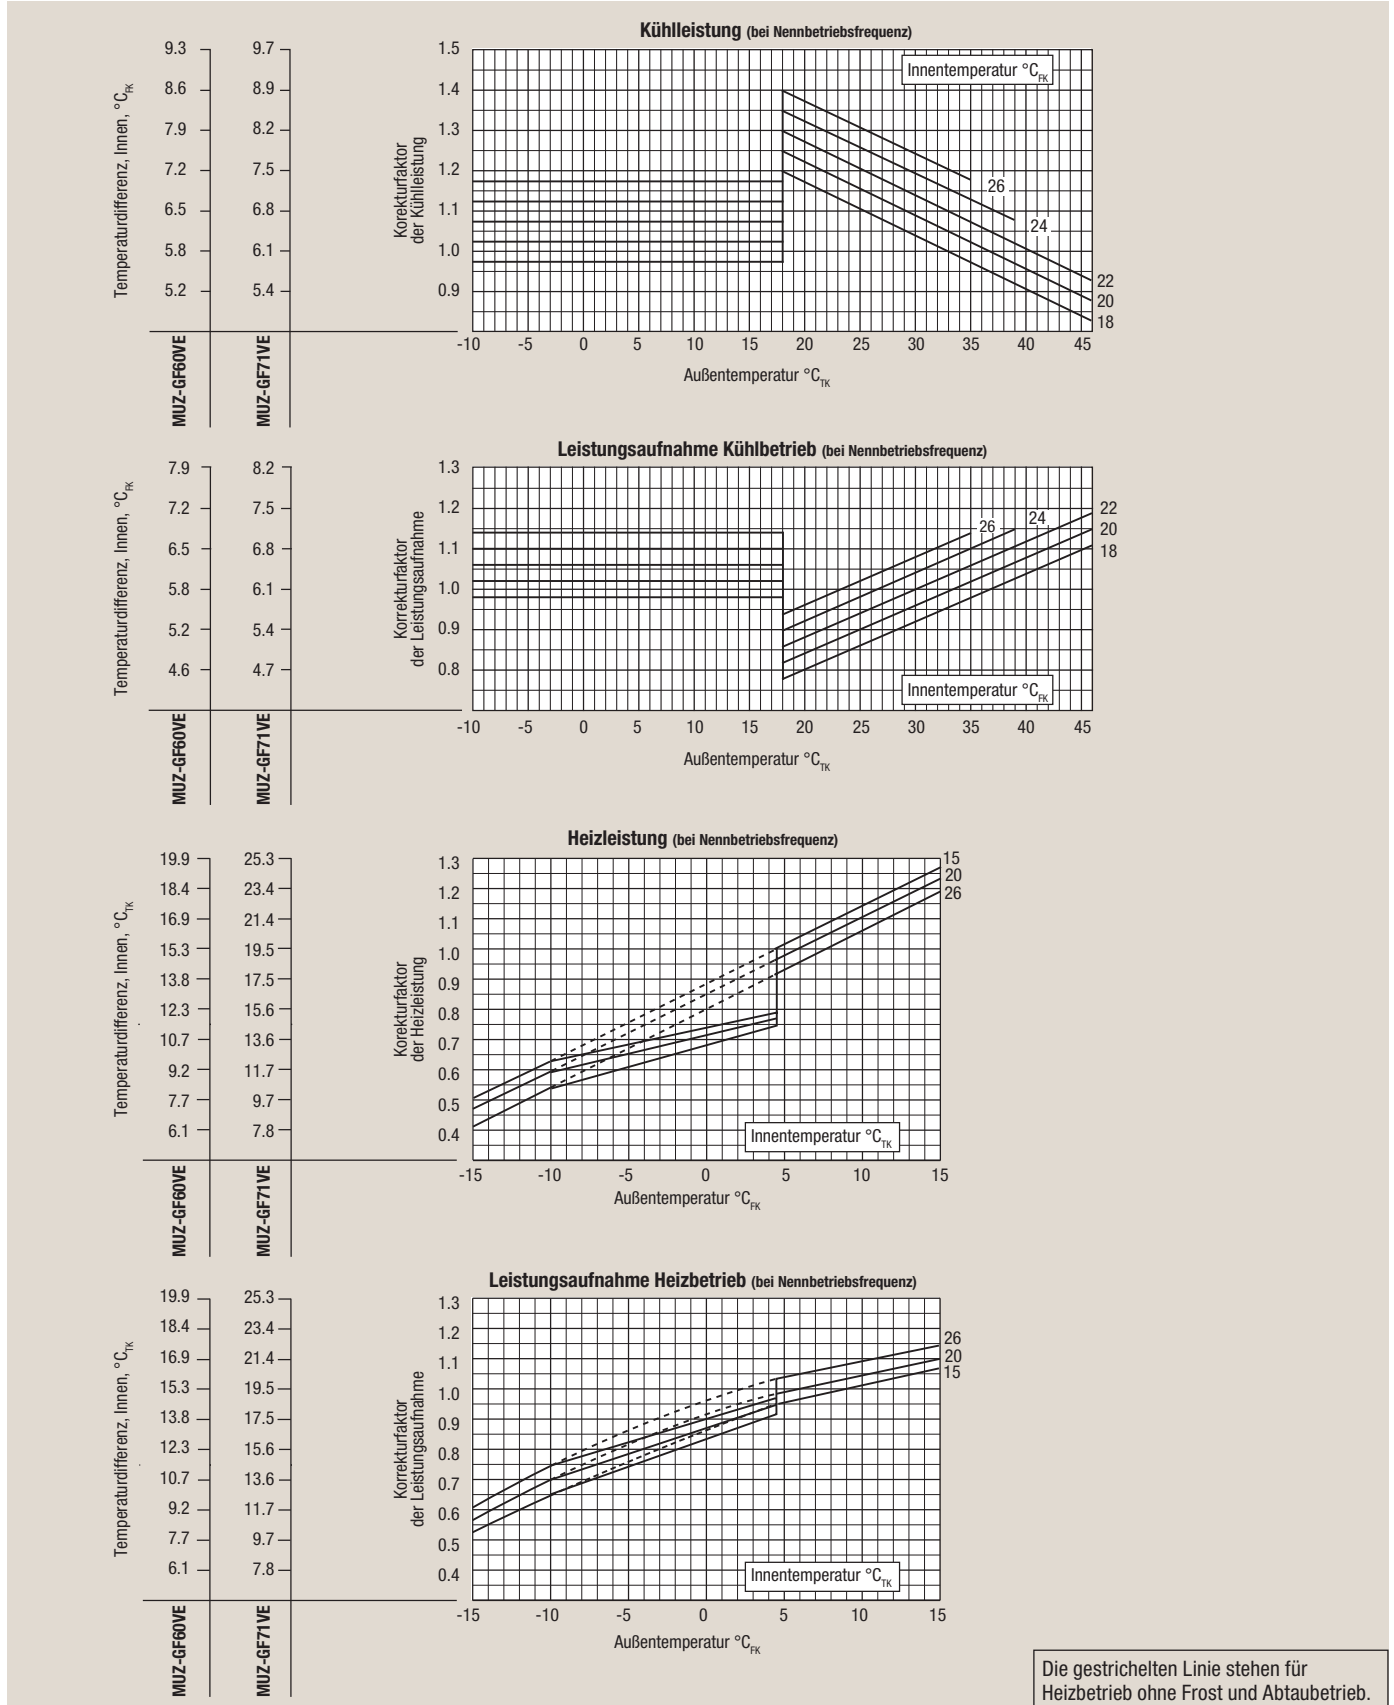 Kühlleistung (bei Nennbetriebsfrequenz)
Temperaturdifferenz, Innen, °C_FK
9.3 9.7
8.6 8.9
7.9 8.2
7.2 7.5
6.5 6.8
5.8 6.1
5.2 5.4
MUZ-GF60VE MUZ-GF71VE
Korekturfaktor
der Kühlleistung
1.5
1.4
1.3
1.2
1.1
1.0
0.9
Innentemperatur °C_FK
26
24
22
20
18
-10 -5 0 5 10 15 20 25 30 35 40 45
Außentemperatur °C_TK
Leistungsaufnahme Kühlbetrieb (bei Nennbetriebsfrequenz)
Temperaturdifferenz, Innen, °C_FK
7.9 8.2
7.2 7.5
6.5 6.8
5.8 6.1
5.2 5.4
4.6 4.7
MUZ-GF60VE MUZ-GF71VE
Korrekturfaktor
der Leistungsaufnahme
1.3
1.2
1.1
1.0
0.9
0.8
26
24
22
20
18
Innentemperatur °C_FK
-10 -5 0 5 10 15 20 25 30 35 40 45
Außentemperatur °C_TK
Heizleistung (bei Nennbetriebsfrequenz)
Temperaturdifferenz, Innen, °C_TK
19.9 25.3
18.4 23.4
16.9 21.4
15.3 19.5
13.8 17.5
12.3 15.6
10.7 13.6
9.2 11.7
7.7 9.7
6.1 7.8
MUZ-GF60VE MUZ-GF71VE
Korekturfaktor
der Heizleistung
1.3
1.2
1.1
1.0
0.9
0.8
0.7
0.6
0.5
0.4
15
20
26
Innentemperatur °C_TK
-15 -10 -5 0 5 10 15
Außentemperatur °C_FK
Leistungsaufnahme Heizbetrieb (bei Nennbetriebsfrequenz)
Temperaturdifferenz, Innen, °C_TK
19.9 25.3
18.4 23.4
16.9 21.4
15.3 19.5
13.8 17.5
12.3 15.6
10.7 13.6
9.2 11.7
7.7 9.7
6.1 7.8
MUZ-GF60VE MUZ-GF71VE
Korrekturfaktor
der Leistungsaufnahme
1.3
1.2
1.1
1.0
0.9
0.8
0.7
0.6
0.5
0.4
26
20
15
Innentemperatur °C_TK
-15 -10 -5 0 5 10 15
Außentemperatur °C_FK
Die gestrichelten Linie stehen für
Heizbetrieb ohne Frost und Abtaubetrieb.